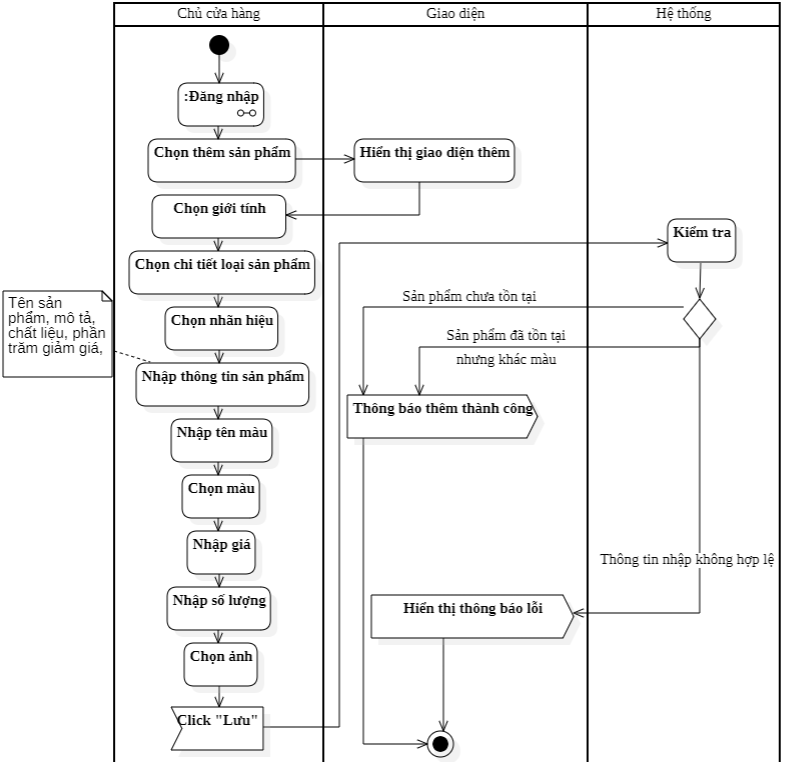 Chủ cửa hàng
Giao diện
Hệ thống
:Đăng nhập
Chọn thêm sản phẩm
Hiển thị giao diện thêm
Chọn giới tính
Kiểm tra
Chọn chi tiết loại sản phẩm
Sản phẩm chưa tồn tại
Tên sản
phẩm, mô tả,
chất liệu, phần
trăm giảm giá,
Chọn nhãn hiệu
Sản phẩm đã tồn tại
nhưng khác màu
Nhập thông tin sản phẩm
Thông báo thêm thành công
Nhập tên màu
Chọn màu
Nhập giá
Thông tin nhập không hợp lệ
Nhập số lượng
Hiển thị thông báo lỗi
Chọn ảnh
Click "Lưu"